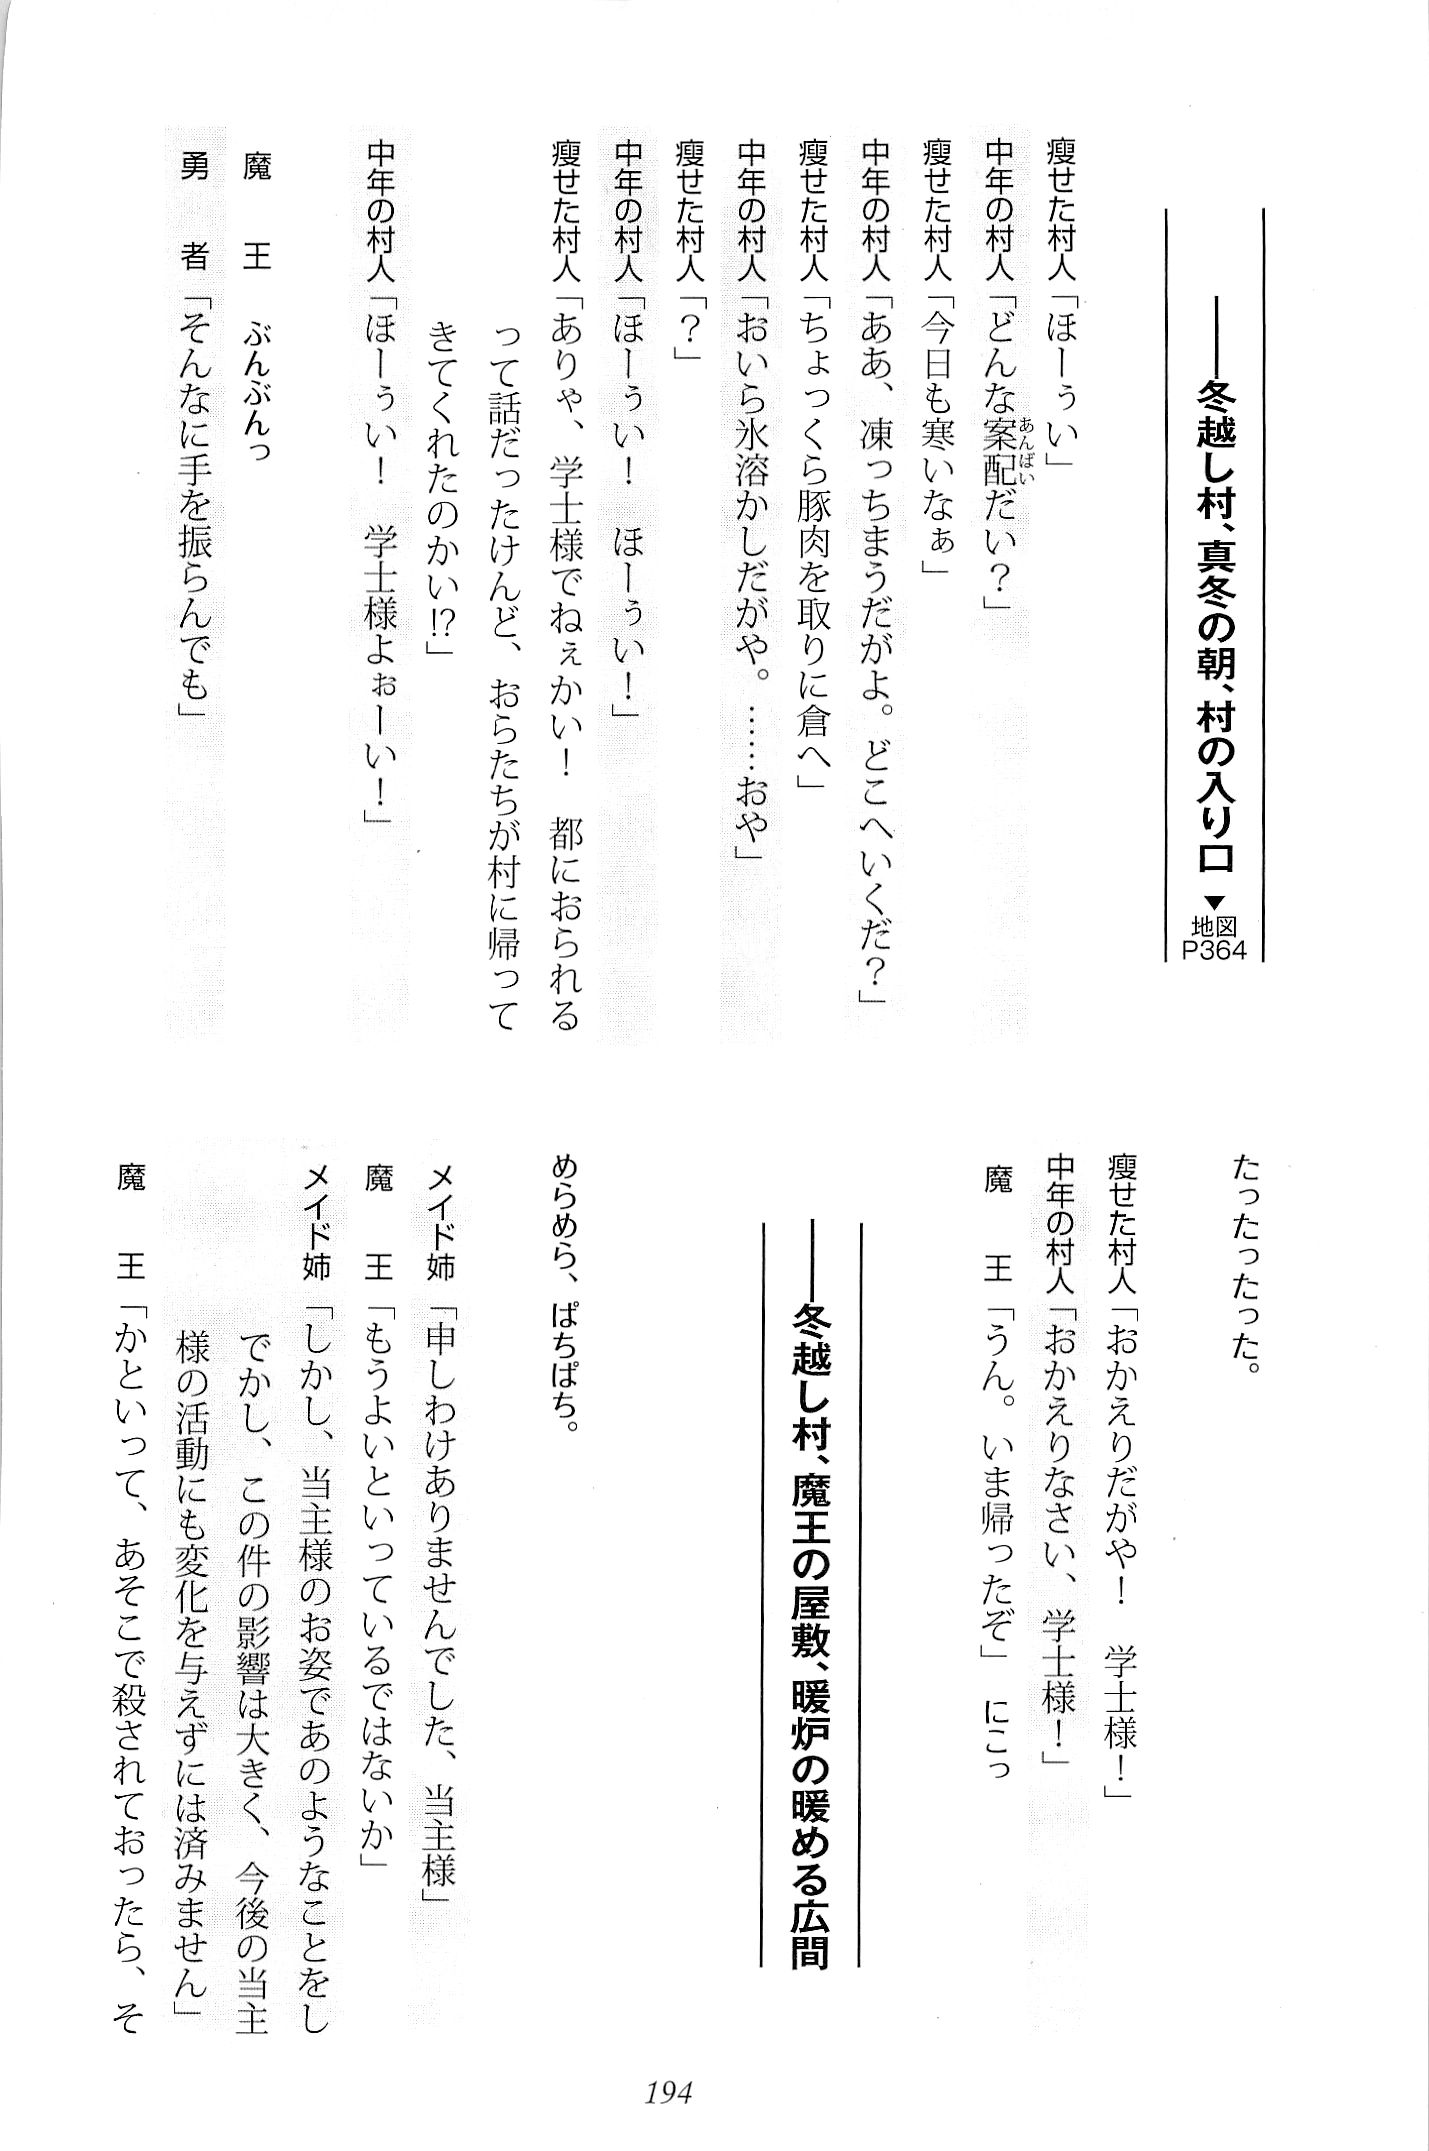 ――冬越し村、真冬の朝、村の入り口 ▼地図P364
瘦せた村人「ほーぅい」
中年の村人「どんな案配だい？」
あんばい
瘦せた村人「今日も寒いなぁ」
中年の村人「ああ、凍っちまうだがよ。どこへいくだ？」
瘦せた村人「ちょっくら豚肉を取りに倉へ」
中年の村人「おいら氷溶かしだがや。……おや」
瘦せた村人「？」
中年の村人「ほーぅい！　ほーぅい！」
瘦せた村人「ありゃ、学士様でねぇかい！　都におられる
って話だったけんど、おらたちが村に帰って
きてくれたのかい!?」
中年の村人「ほーぅい！　学士様よぉーい！」
魔　王　ぶんぶんっ
勇　者「そんなに手を振らんでも」
たったったった。
瘦せた村人「おかえりだがや！　学士様！」
中年の村人「おかえりなさい、学士様！」
魔　王「うん。いま帰ったぞ」にこっ
――冬越し村、魔王の屋敷、暖炉の暖める広間
めらめら、ぱちぱち。
メイド姉「申しわけありませんでした、当主様」
魔　王「もうよいといっているではないか」
メイド姉「しかし、当主様のお姿であのようなことをし
でかし、この件の影響は大きく、今後の当主
様の活動にも変化を与えずには済みません」
魔　王「かといって、あそこで殺されておったら、そ
194